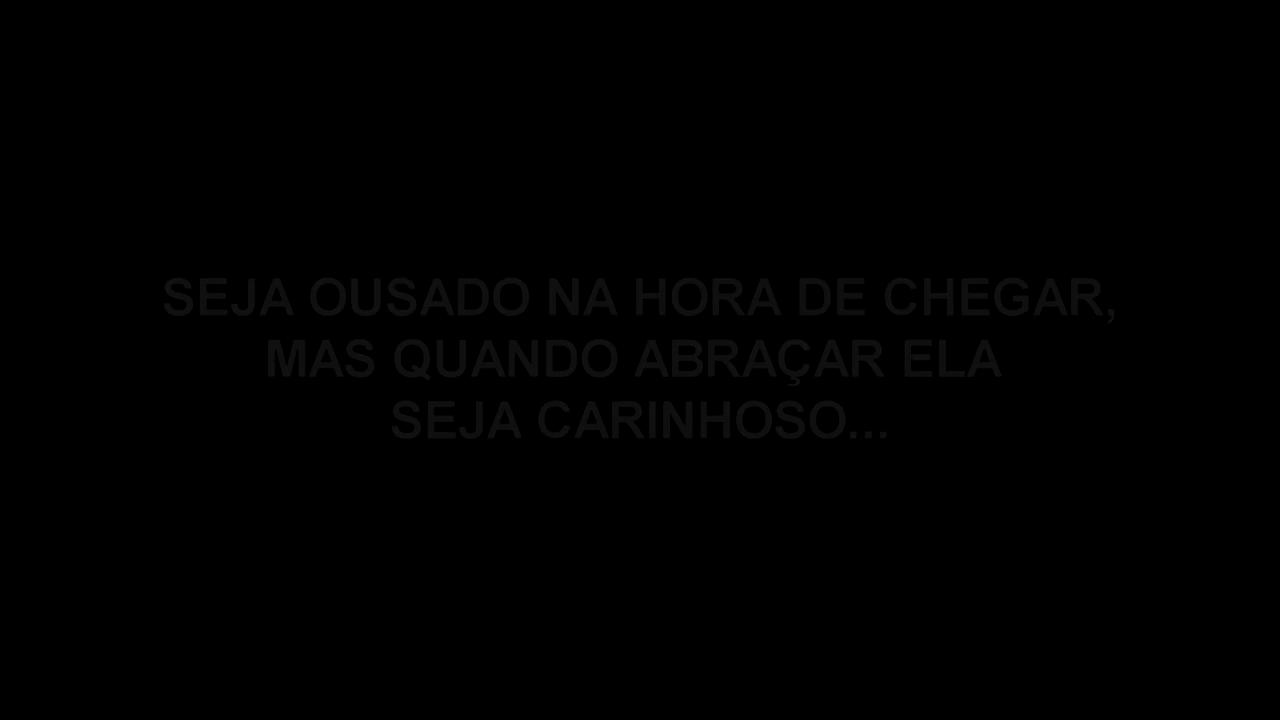 SEJA OUSADO NA HORA DE CHEGAR,
MAS QUANDO ABRAÇAR ELA
SEJA CARINHOSO...